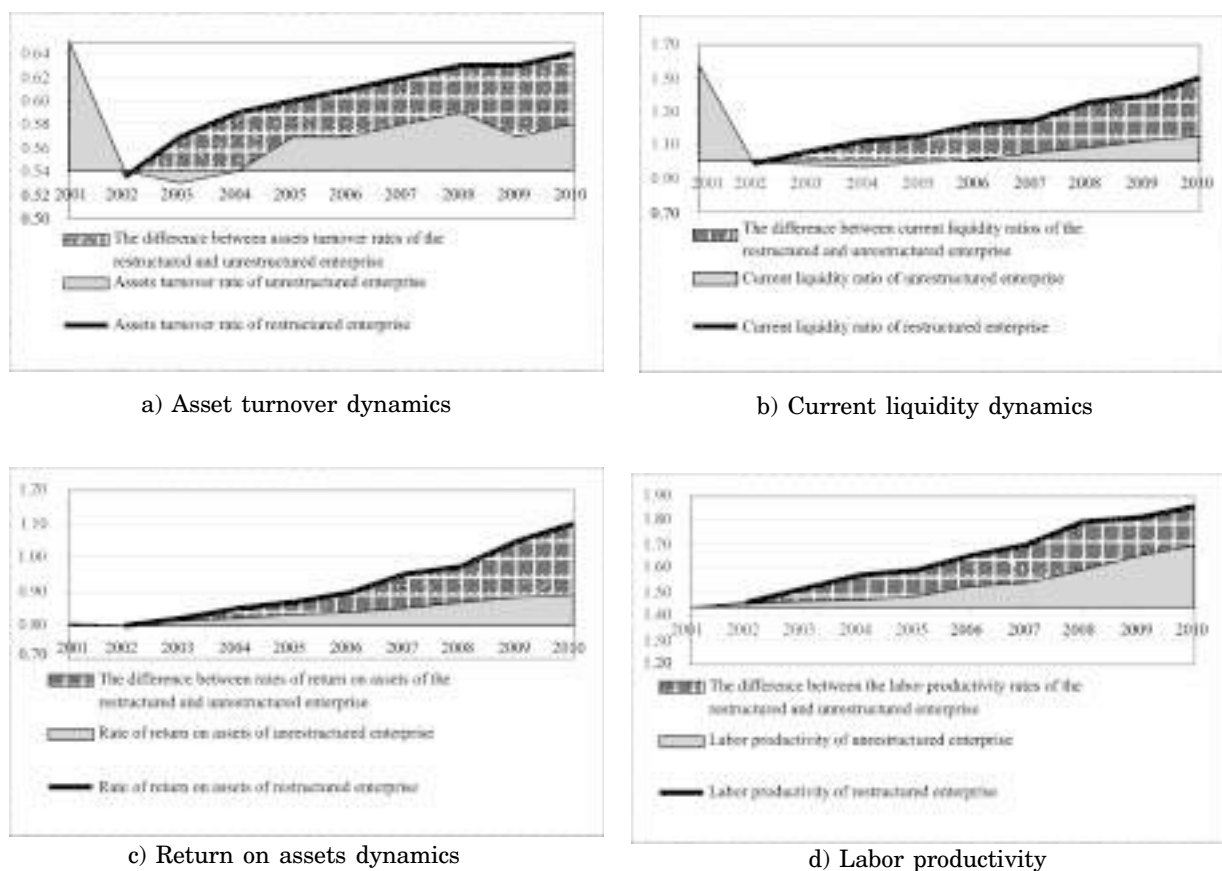 0.64
0.62
0.60
0.58
0.56
0.54
0.52
0.50
2001 2002 2003 2004 2005 2006 2007 2008 2009 2010
The difference between assets turnover rates of the
restructured and unrestructured enterprise
Assets turnover rate of unrestructured enterprise
Assets turnover rate of restructured enterprise
a) Asset turnover dynamics
1.70
1.50
1.30
1.10
0.90
0.70
2001 2002 2003 2004 2005 2006 2007 2008 2009 2010
The difference between current liquidity ratios of the
restructured and unrestructured enterprise
Current liquidity ratio of unrestructured enterprise
Current liquidity ratio of restructured enterprise
b) Current liquidity dynamics
1.20
1.10
1.00
0.90
0.80
0.70
2001 2002 2003 2004 2005 2006 2007 2008 2009 2010
The difference between rates of return on assets of the
restructured and unrestructured enterprise
Rate of return on assets of unrestructured enterprise
Rate of return on assets of restructured enterprise
c) Return on assets dynamics
1.90
1.80
1.70
1.60
1.50
1.40
1.30
1.20
2001 2002 2003 2004 2005 2006 2007 2008 2009 2010
The difference between the labor productivity rates of the
restructured and unrestructured enterprise
Labor productivity of unrestructured enterprise
Labor productivity of restructured enterprise
d) Labor productivity